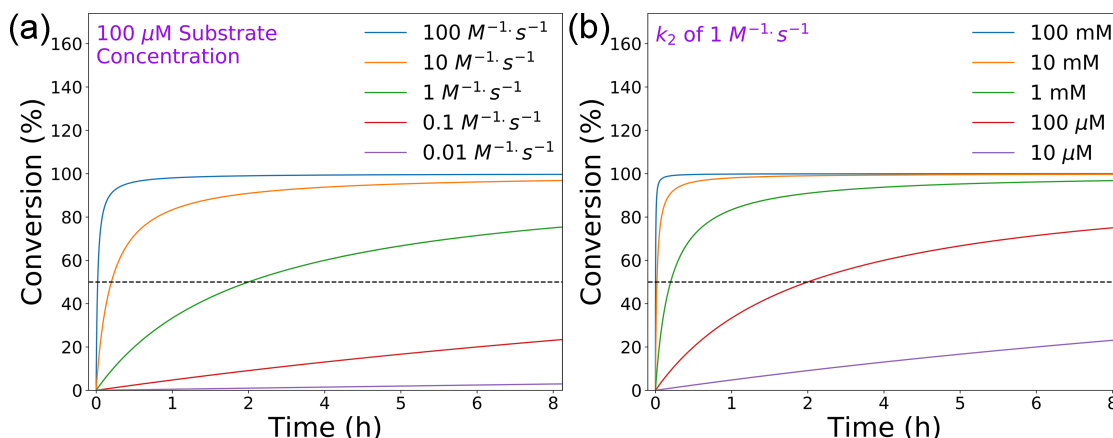 (a)
100 μM Substrate
Concentration
100 M⁻¹· s⁻¹
10 M⁻¹· s⁻¹
1 M⁻¹· s⁻¹
0.1 M⁻¹· s⁻¹
0.01 M⁻¹· s⁻¹
160
140
120
100
80
60
40
20
0
Conversion (%)
0 1 2 3 4 5 6 8
Time (h)
(b)
k₂ of 1 M⁻¹· s⁻¹
100 mM
10 mM
1 mM
100 μM
10 μM
160
140
120
100
80
60
40
20
0
Conversion (%)
0 1 2 3 4 6 8
Time (h)